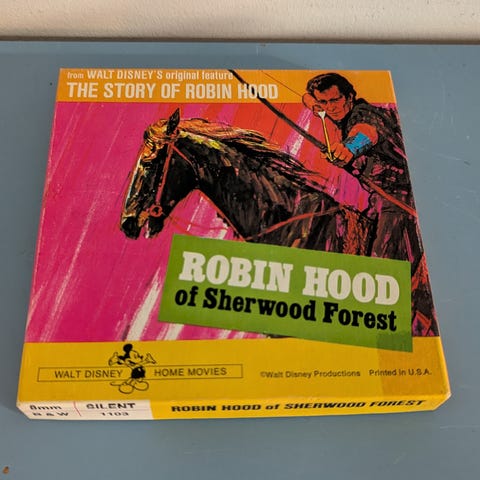 from WALT DISNEY'S original feature
THE STORY OF ROBIN HOOD
ROBIN HOOD
of Sherwood Forest
WALT DISNEY HOME MOVIES
©Walt Disney Productions Printed in U.S.A.
8mm SILENT
B & W 1103
ROBIN HOOD of SHERWOOD FOREST